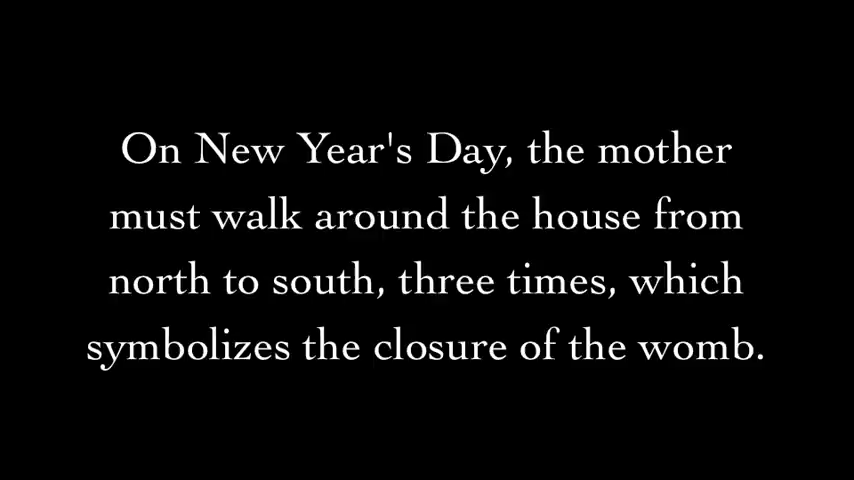 On New Year's Day, the mother
must walk around the house from
north to south, three times, which
symbolizes the closure of the womb.